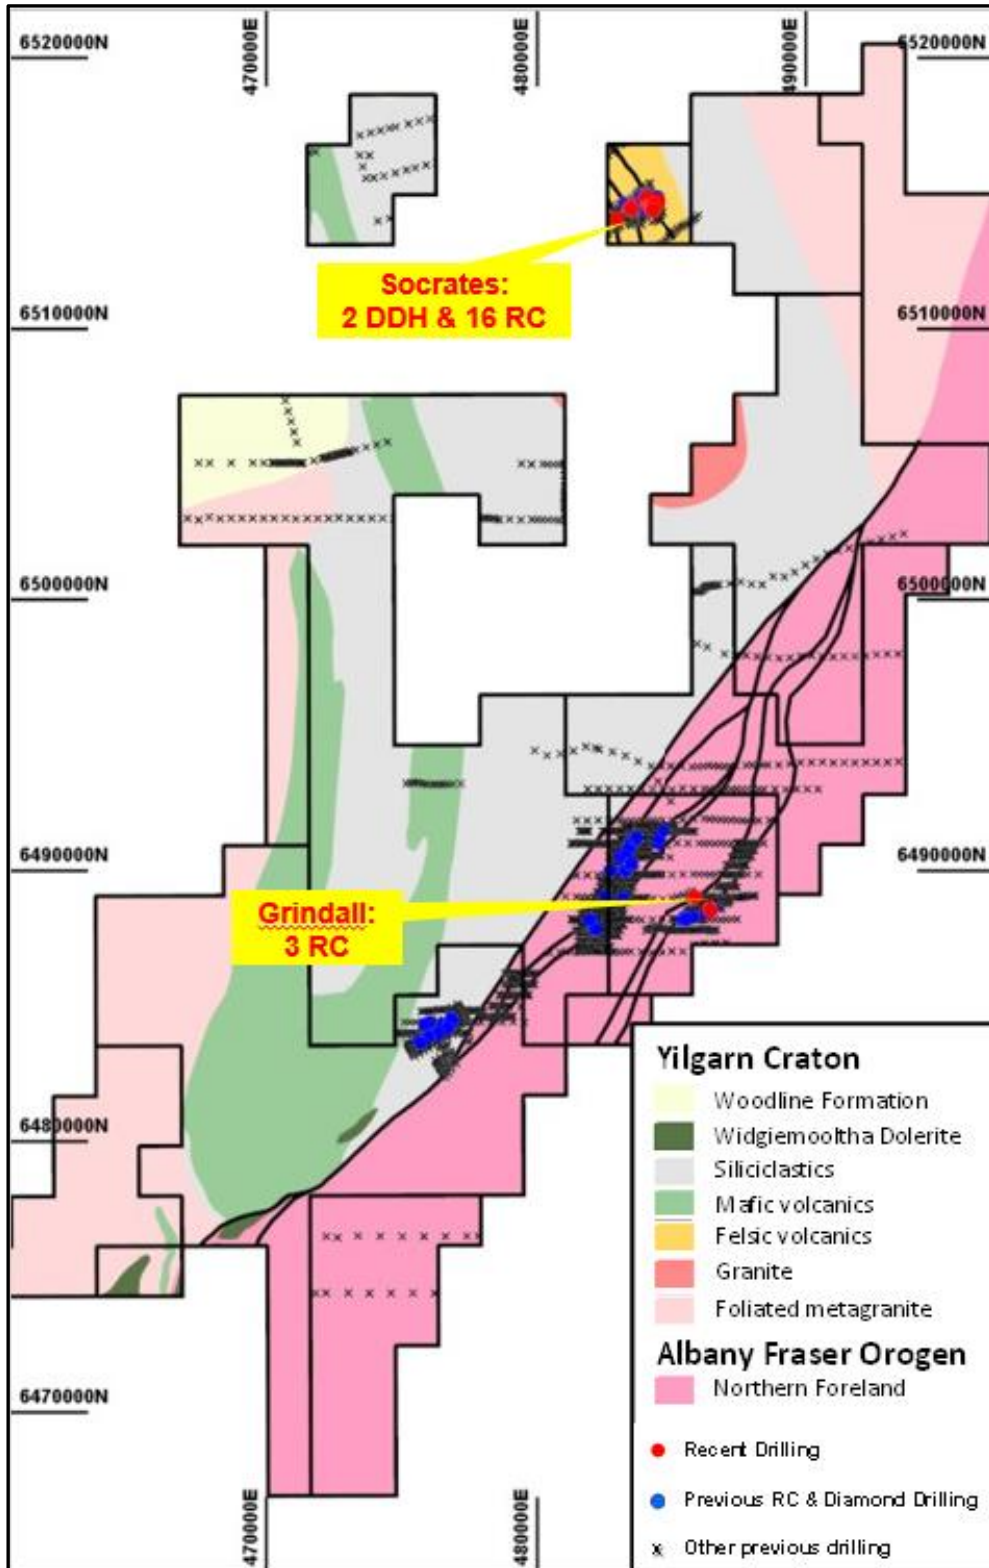 470000E
480000E
490000E
6520000N
6520000N
Socrates:
2 DDH & 16 RC
6510000N
6510000N
6500000N
6500000N
6490000N
6490000N
Grindall:
3 RC
6480000N
6470000N
470000E
480000E
Yilgarn Craton
Woodline Formation
Widgiemooltha Dolerite
Siliciclastics
Mafic volcanics
Felsic volcanics
Granite
Foliated metagranite
Albany Fraser Orogen
Northern Foreland
Recent Drilling
Previous RC & Diamond Drilling
Other previous drilling